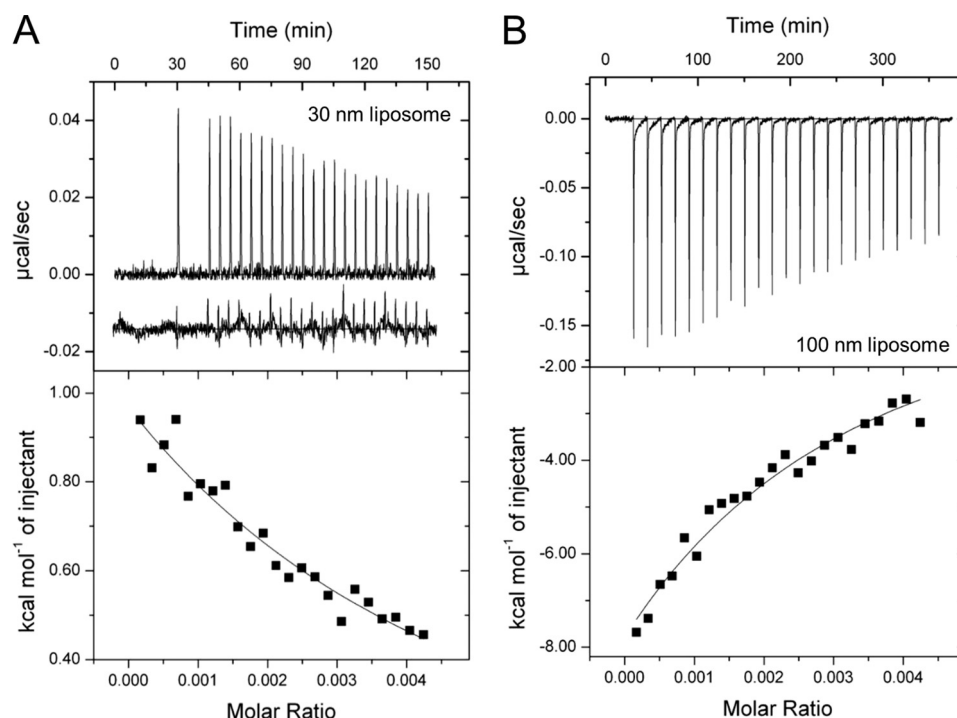 A
Time (min)
0 30 60 90 120 150
30 nm liposome
µcal/sec
0.04
0.02
0.00
-0.02
kcal mol⁻¹ of injectant
1.00
0.80
0.60
0.40
0.000 0.001 0.002 0.003 0.004
Molar Ratio
B
Time (min)
0 100 200 300
µcal/sec
0.00
-0.05
-0.10
-0.15
-2.00
100 nm liposome
kcal mol⁻¹ of injectant
-4.00
-6.00
-8.00
0.000 0.001 0.002 0.003 0.004
Molar Ratio